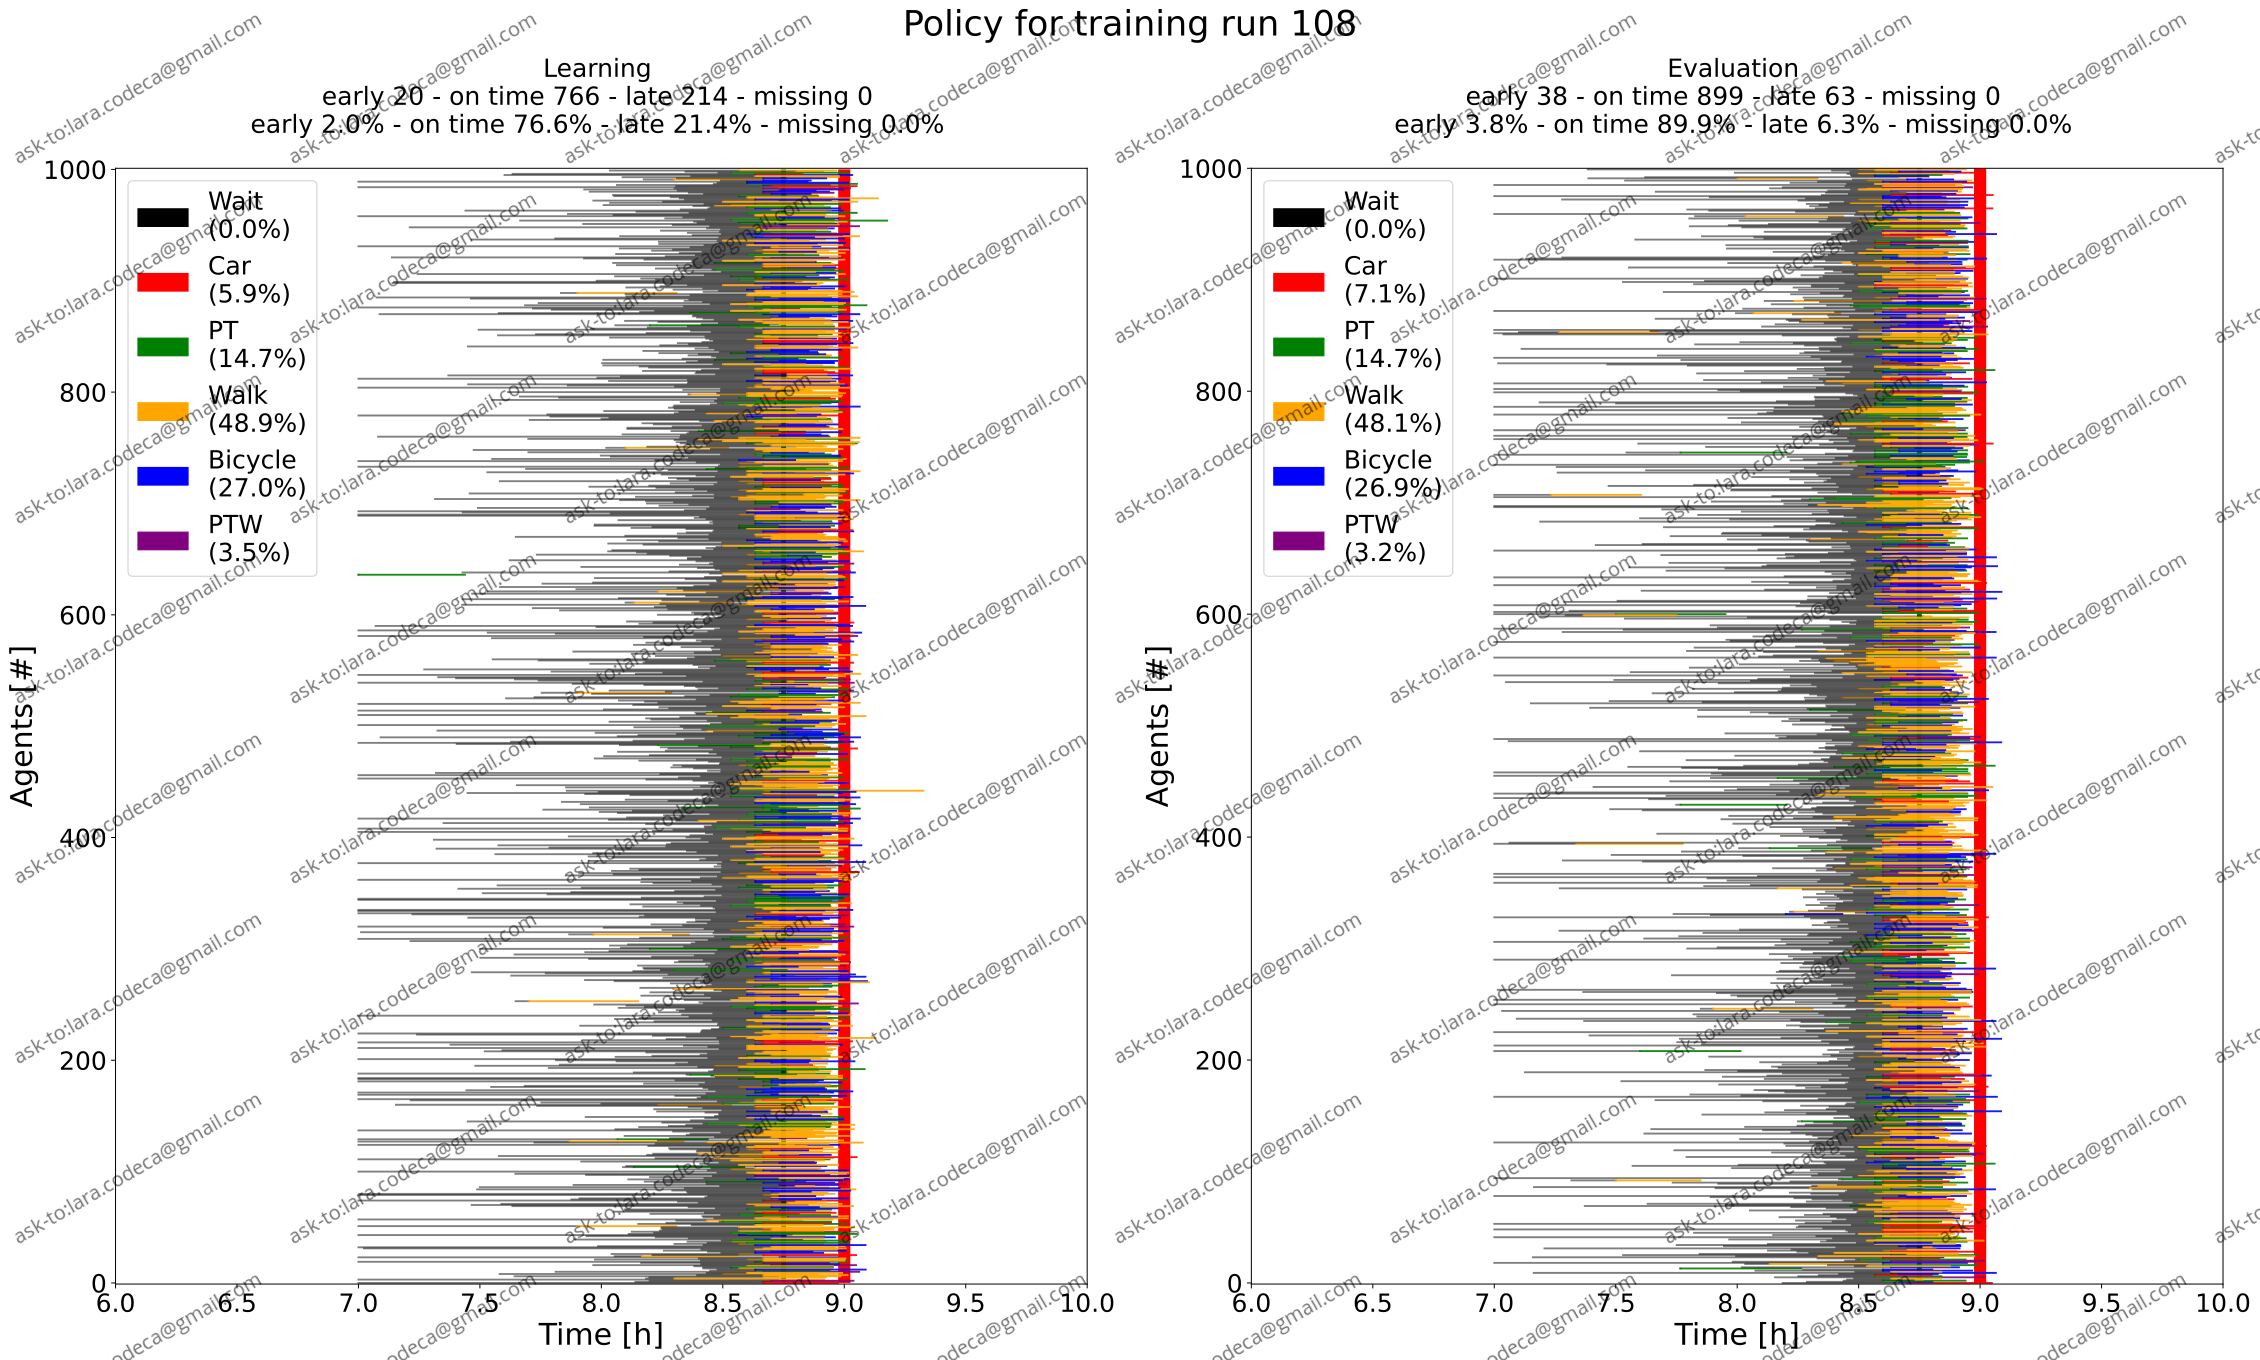 Policy for training run 108
Learning
early 20 - on time 766 - late 214 - missing 0
early 2.0% - on time 76.6% - late 21.4% - missing 0.0%
Evaluation
early 38 - on time 899 - late 63 - missing 0
early 3.8% - on time 89.9% - late 6.3% - missing 0.0%
Agents [#]
1000
800
600
400
200
0
Wait
(0.0%)
Car
(5.9%)
PT
(14.7%)
Walk
(48.9%)
Bicycle
(27.0%)
PTW
(3.5%)
6.0 6.5 7.0 7.5 8.0 8.5 9.0 9.5 10.0
Time [h]
Agents [#]
1000
800
600
400
200
0
Wait
(0.0%)
Car
(7.1%)
PT
(14.7%)
Walk
(48.1%)
Bicycle
(26.9%)
PTW
(3.2%)
6.0 6.5 7.0 7.5 8.0 8.5 9.0 9.5 10.0
Time [h]
ask-to:lara.codeca@gmail.com